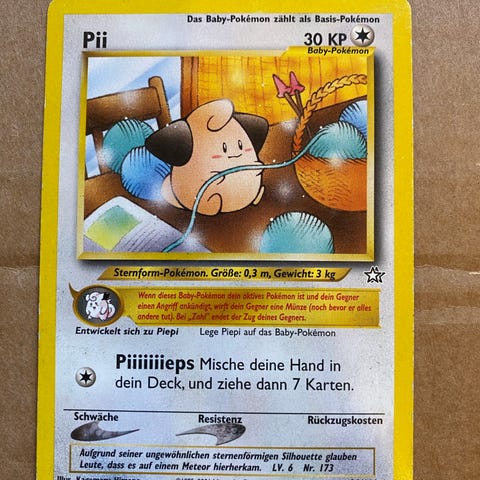 Das Baby-Pokémon zählt als Basis-Pokémon
Pii
30 KP
Baby-Pokémon
Sternform-Pokémon. Größe: 0,3 m, Gewicht: 3 kg
Wenn dieses Baby-Pokémon dein aktives Pokémon ist und dein Gegner
einen Angriff ankündigt, wirft dein Gegner eine Münze (noch bevor er alles
andere tut). Bei „Zahl" endet der Zug deines Gegners.
Entwickelt sich zu Piepi
Lege Piepi auf das Baby-Pokémon
Piiiiiiieps Mische deine Hand in
dein Deck, und ziehe dann 7 Karten.
Schwäche
Resistenz
Rückzugskosten
Aufgrund seiner ungewöhnlichen sternenförmigen Silhouette glauben
Leute, dass es auf einem Meteor hierherkam. LV. 6 Nr. 173